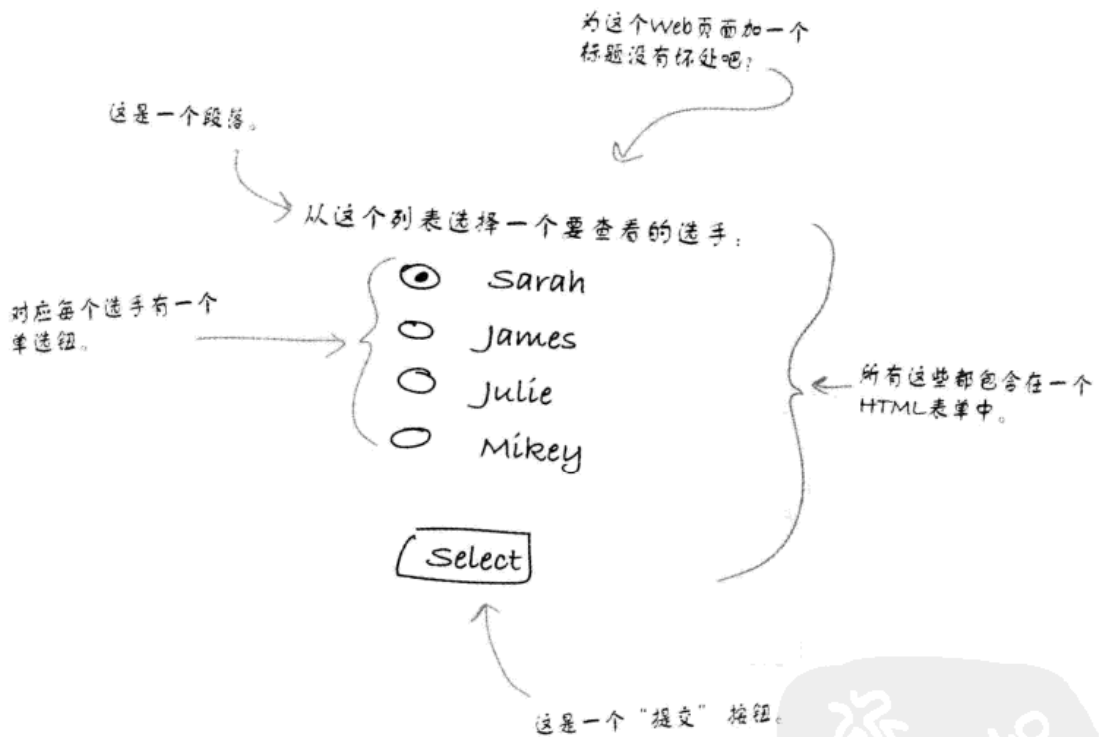 为这个Web页面加一个
标题没有坏处吧？
这是一个段落。
从这个列表选择一个要查看的选手：
Sarah
对应每个选手有一个
单选钮。
James
Julie
所有这些都包含在一个
HTML表单中。
Mikey
Select
这是一个“提交”按钮。